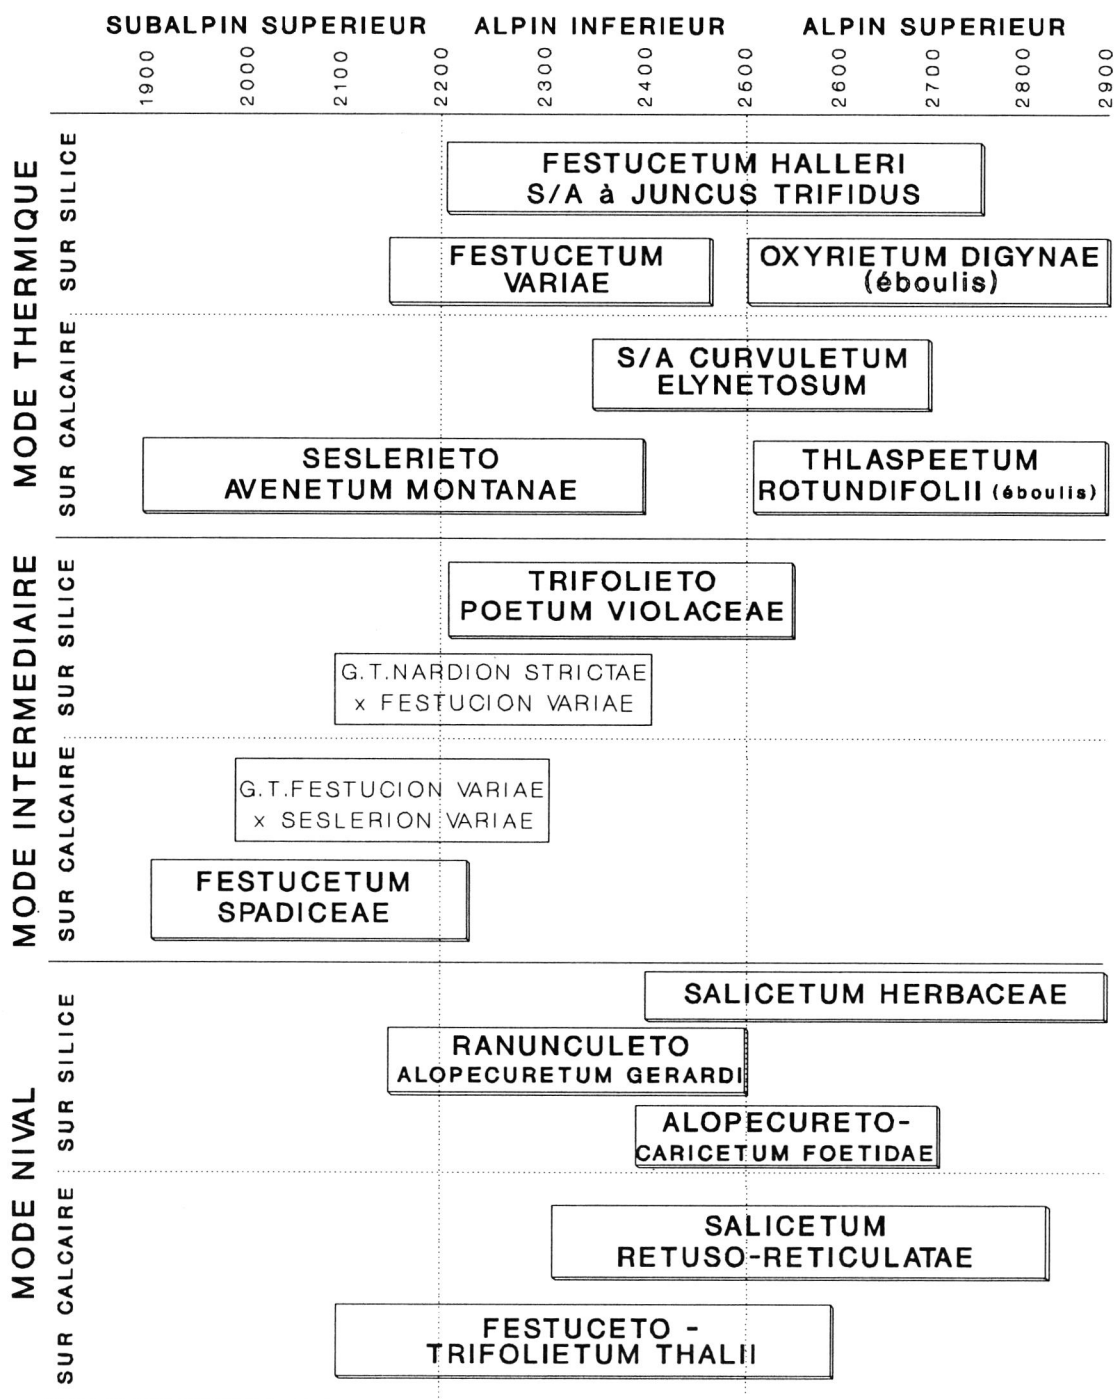 SUBALPIN SUPERIEUR ALPIN INFERIEUR ALPIN SUPERIEUR
1900 2000 2100 2200 2300 2400 2500 2600 2700 2800 2900
MODE THERMIQUE
SUR SILICE
FESTUCETUM HALLERI
S/A à JUNCUS TRIFIDUS
FESTUCETUM
VARIAE
OXYRIETUM DIGYNAE
(éboulis)
SUR CALCAIRE
S/A CURVULETUM
ELYNETOSUM
SESLERIETO
AVENETUM MONTANAE
THLASPEETUM
ROTUNDIFOLII (éboulis)
MODE INTERMEDIAIRE
SUR SILICE
TRIFOLIETO
POETUM VIOLACEAE
G.T.NARDION STRICTAE
x FESTUCION VARIAE
SUR CALCAIRE
G.T.FESTUCION VARIAE
x SESLERION VARIAE
FESTUCETUM
SPADICEAE
MODE NIVAL
SUR SILICE
SALICETUM HERBACEAE
RANUNCULETO
ALOPECURETUM GERARDI
ALOPECURETO-
CARICETUM FOETIDAE
SUR CALCAIRE
SALICETUM
RETUSO-RETICULATAE
FESTUCETO -
TRIFOLIETUM THALII